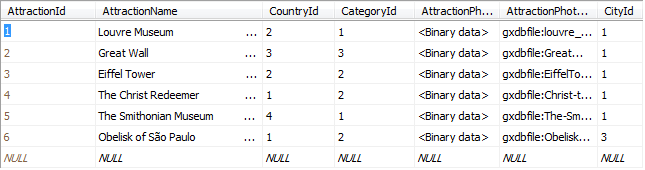 AttractionId AttractionName CountryId CategoryId AttractionPh... AttractionPhot... CityId
1 Louvre Museum ... 2 1 <Binary data> gxdbfile:louvre_... 1
2 Great Wall ... 3 3 <Binary data> gxdbfile:Great... 1
3 Eiffel Tower ... 2 2 <Binary data> gxdbfile:EiffelTo... 1
4 The Christ Redeemer ... 1 2 <Binary data> gxdbfile:Christ-t... 1
5 The Smithonian Museum ... 4 1 <Binary data> gxdbfile:The-Sm... 1
6 Obelisk of São Paulo ... 1 2 <Binary data> gxdbfile:Obelisk... 3
NULL NULL NULL NULL NULL NULL NULL